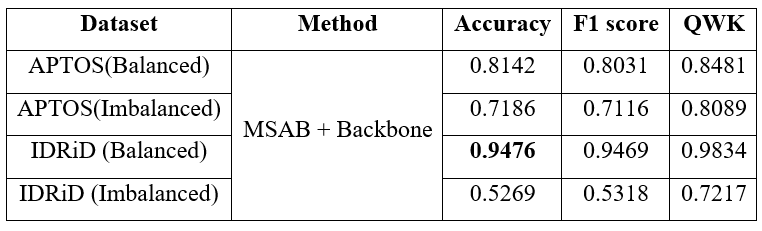 Dataset Method Accuracy F1 score QWK
APTOS(Balanced) 0.8142 0.8031 0.8481
APTOS(Imbalanced) 0.7186 0.7116 0.8089
MSAB + Backbone
IDRiD (Balanced) 0.9476 0.9469 0.9834
IDRiD (Imbalanced) 0.5269 0.5318 0.7217